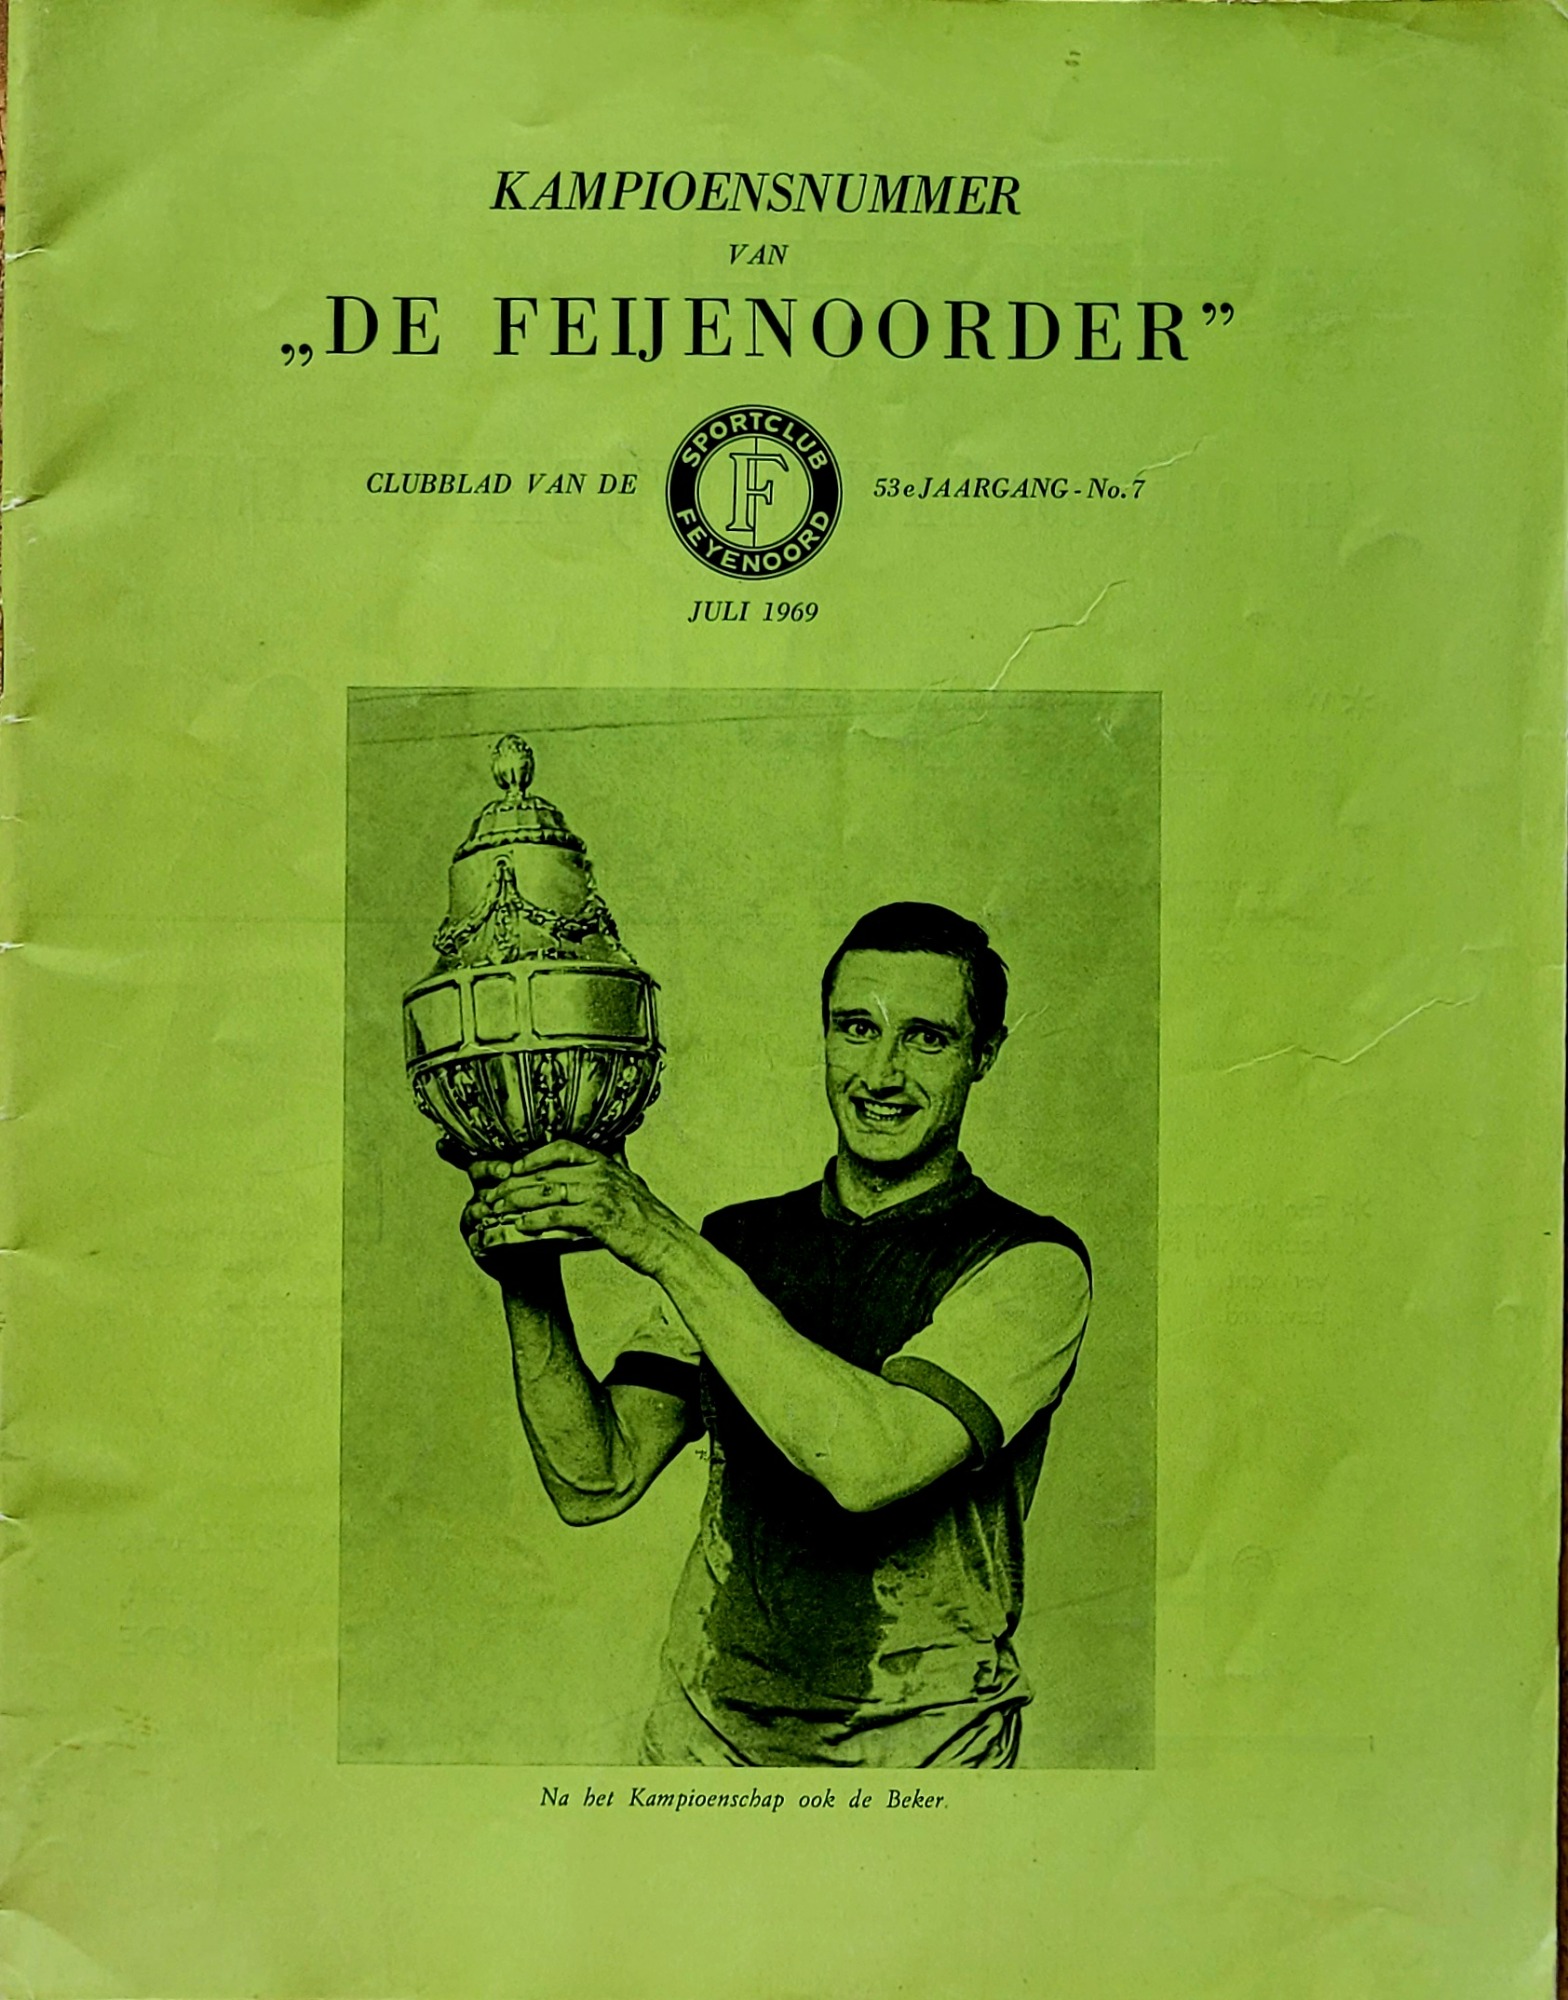 KAMPIOENSNUMMER
VAN
„DE FEIJENOORDER”
CLUBBLAD VAN DE
SPORTCLUB
F
FEYENOORD
53e JAARGANG - No. 7
JULI 1969
Na het Kampioenschap ook de Beker.